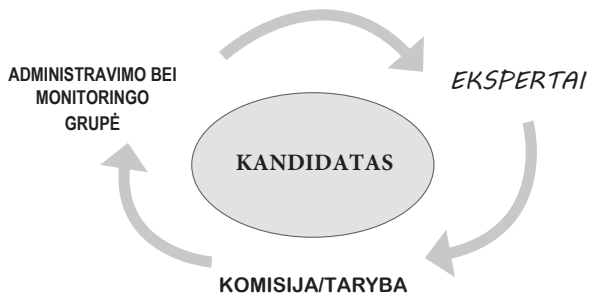 ADMINISTRAVIMO BEI
MONITORINGO
GRUPĖ
EKSPERTAI
KANDIDATAS
KOMISIJA/TARYBA